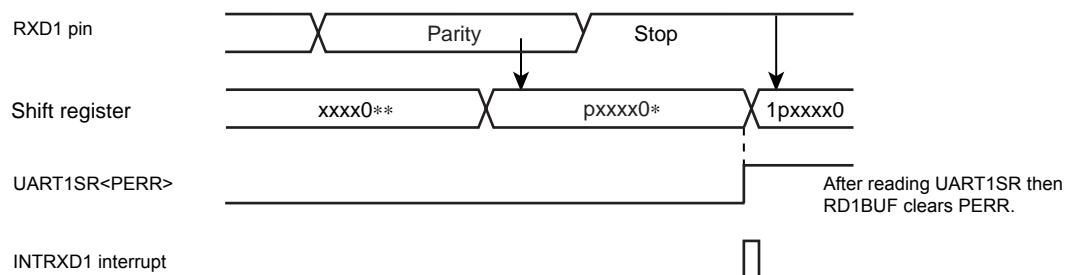 RXD1 pin
Parity
Stop
Shift register
xxxx0**
pxxxx0*
1pxxxx0
UART1SR<PERR>
After reading UART1SR then
RD1BUF clears PERR.
INTRXD1 interrupt